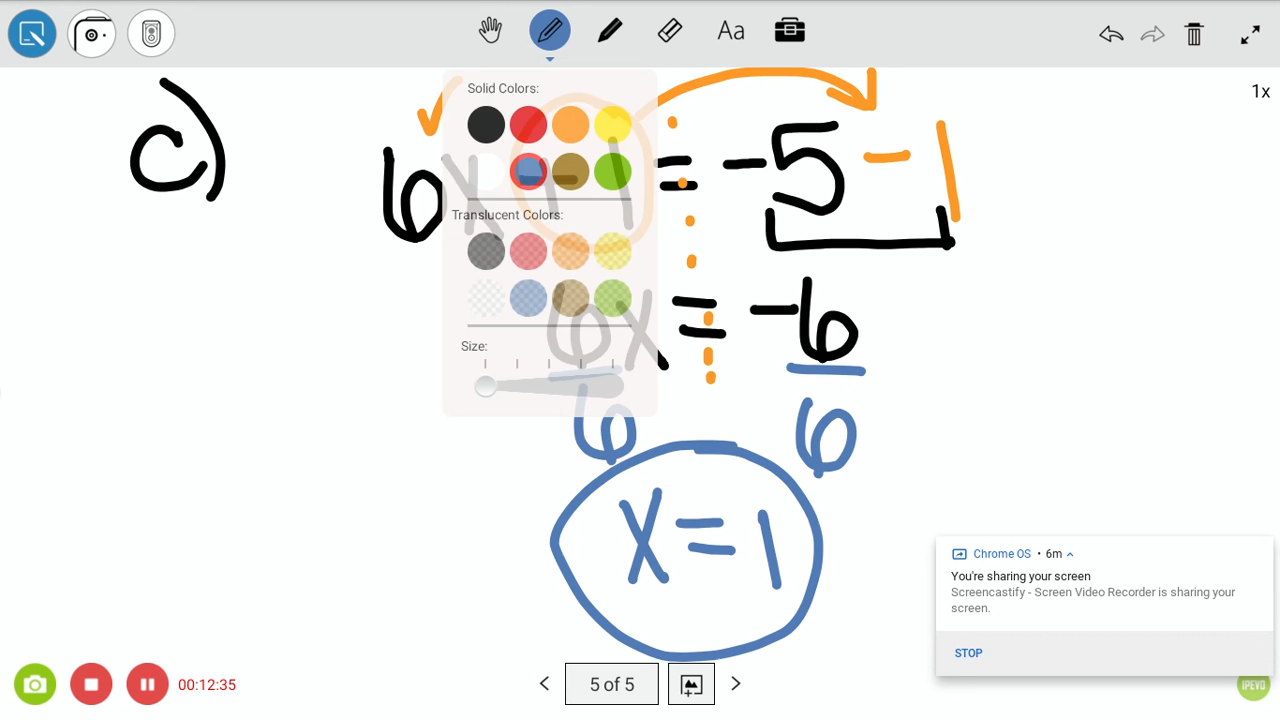 Aa
1x
Solid Colors:
c) 6x + 1 = -5 - 1
Translucent Colors:
6x = -6
Size:
6 6
x = 1
Chrome OS • 6m
You're sharing your screen
Screencastify - Screen Video Recorder is sharing your
screen.
STOP
00:12:35
5 of 5
IPEVO